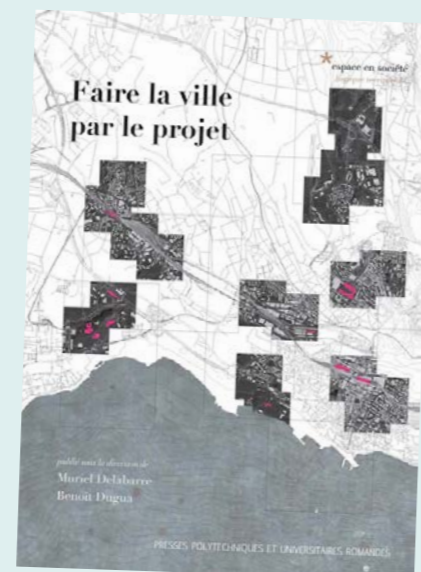 espace en société
Faire la ville
par le projet
publié sous la direction de
Muriel Delabarre
Benoît Dugua
PRESSES POLYTECHNIQUES ET UNIVERSITAIRES ROMANDES